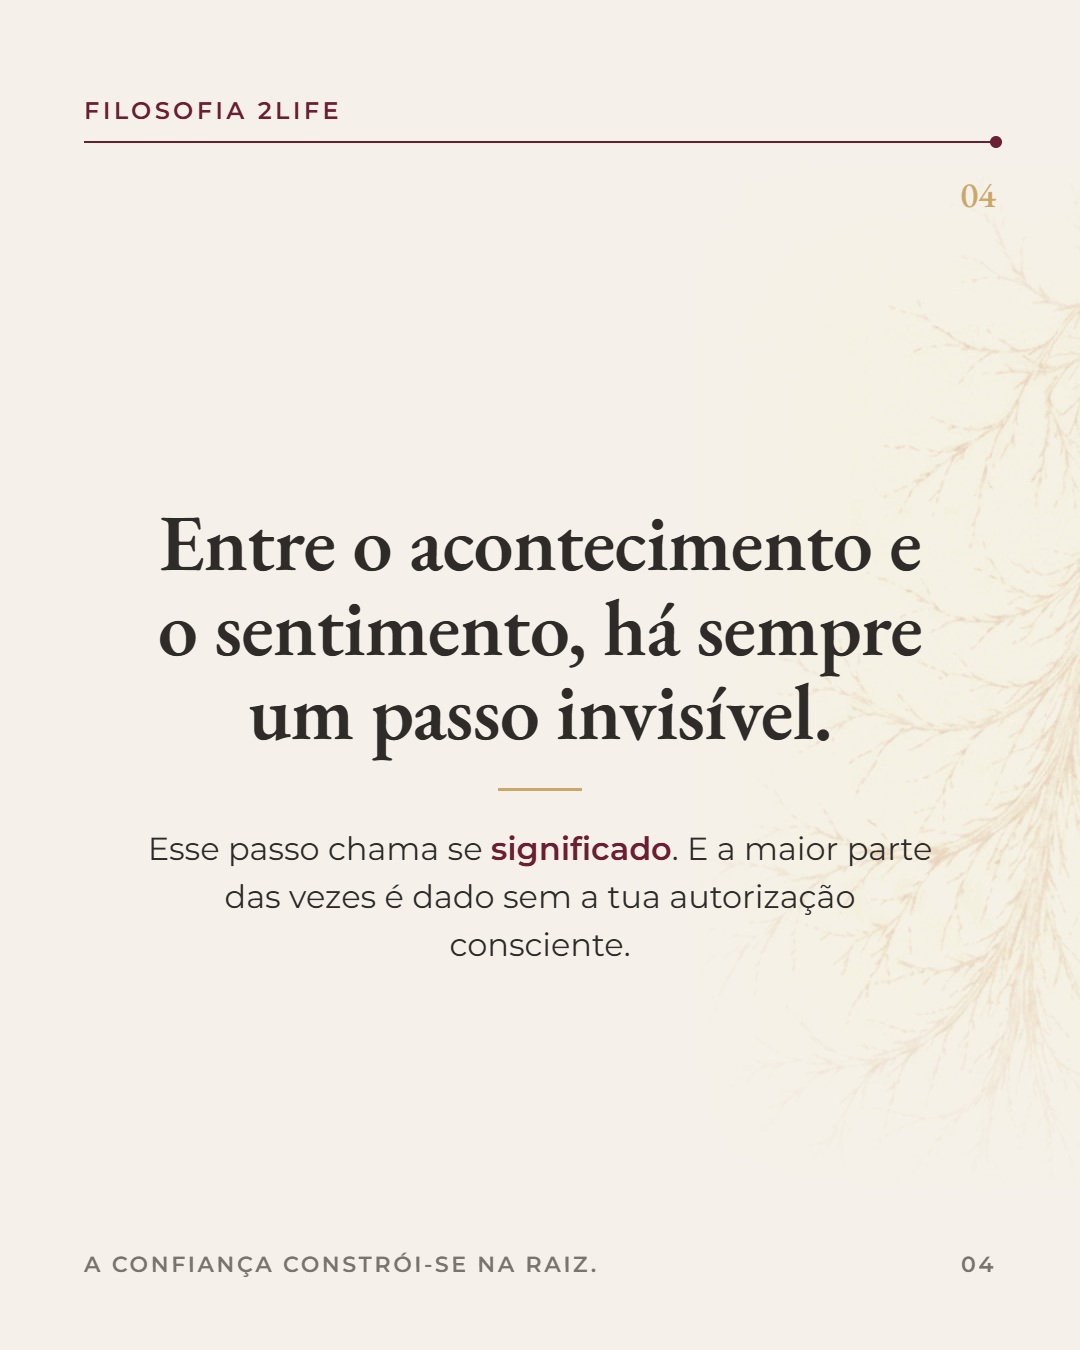 FILOSOFIA 2LIFE
04
Entre o acontecimento e
o sentimento, há sempre
um passo invisível.
Esse passo chama se significado. E a maior parte
das vezes é dado sem a tua autorização
consciente.
A CONFIANÇA CONSTRÓI-SE NA RAIZ.
04